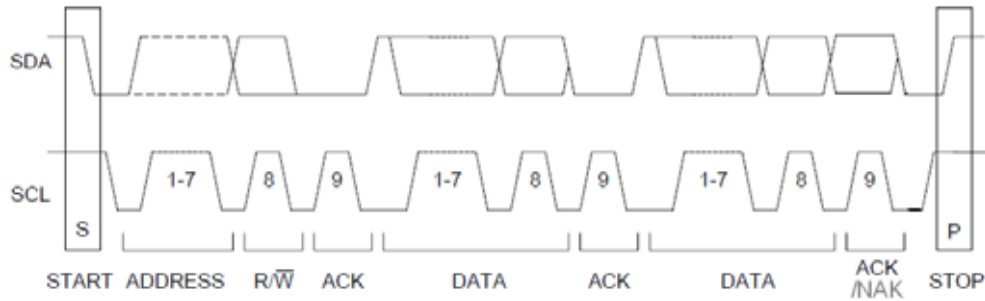 SDA
SCL
1-7 8 9 1-7 8 9 1-7 8 9
S P
START ADDRESS R/W̅ ACK DATA ACK DATA ACK STOP
/NAK